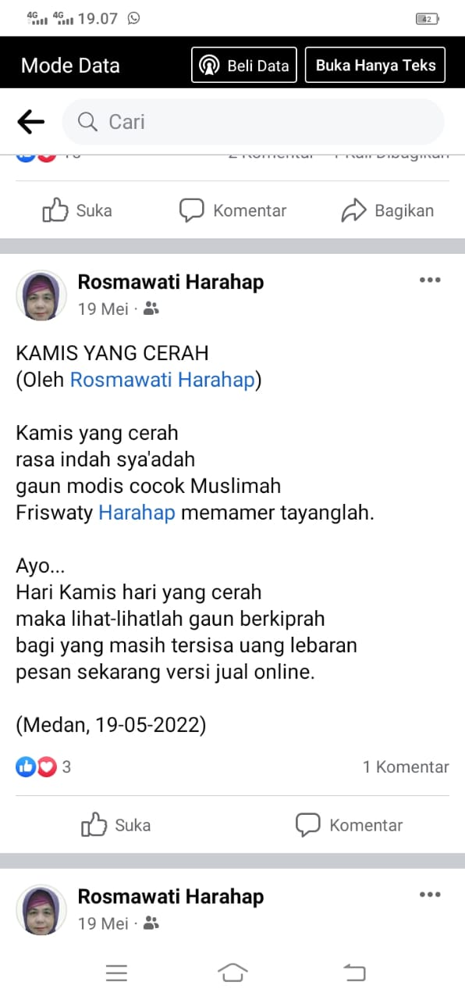 4G 4G 19.07 42
Mode Data
Beli Data
Buka Hanya Teks
Cari
2 Komentar 1 Kali Dibagikan
Suka Komentar Bagikan
Rosmawati Harahap
19 Mei ·
KAMIS YANG CERAH
(Oleh Rosmawati Harahap)
Kamis yang cerah
rasa indah sya'adah
gaun modis cocok Muslimah
Friswaty Harahap memamer tayanglah.
Ayo...
Hari Kamis hari yang cerah
maka lihat-lihatlah gaun berkiprah
bagi yang masih tersisa uang lebaran
pesan sekarang versi jual online.
(Medan, 19-05-2022)
3 1 Komentar
Suka Komentar
Rosmawati Harahap
19 Mei ·